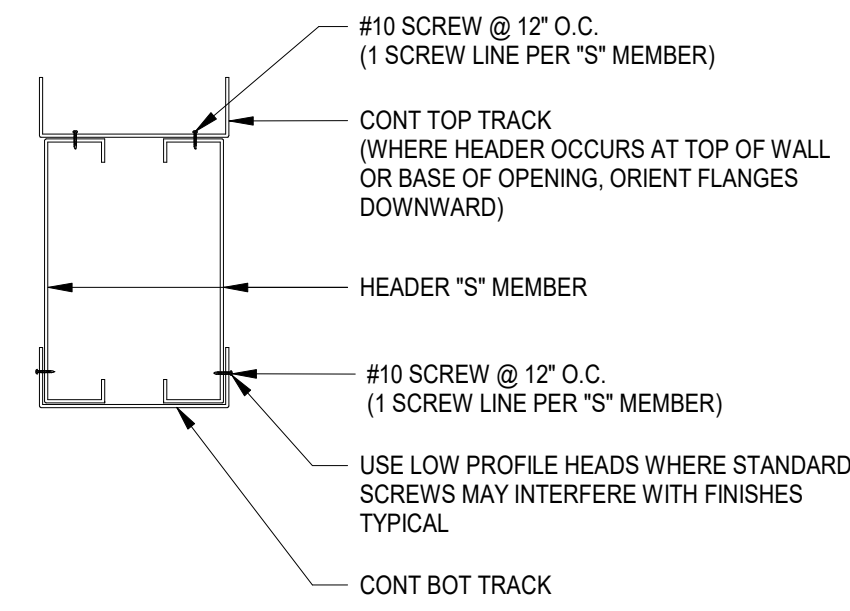 #10 SCREW @ 12" O.C.
(1 SCREW LINE PER "S" MEMBER)
CONT TOP TRACK
(WHERE HEADER OCCURS AT TOP OF WALL
OR BASE OF OPENING, ORIENT FLANGES
DOWNWARD)
HEADER "S" MEMBER
#10 SCREW @ 12" O.C.
(1 SCREW LINE PER "S" MEMBER)
USE LOW PROFILE HEADS WHERE STANDARD
SCREWS MAY INTERFERE WITH FINISHES
TYPICAL
CONT BOT TRACK